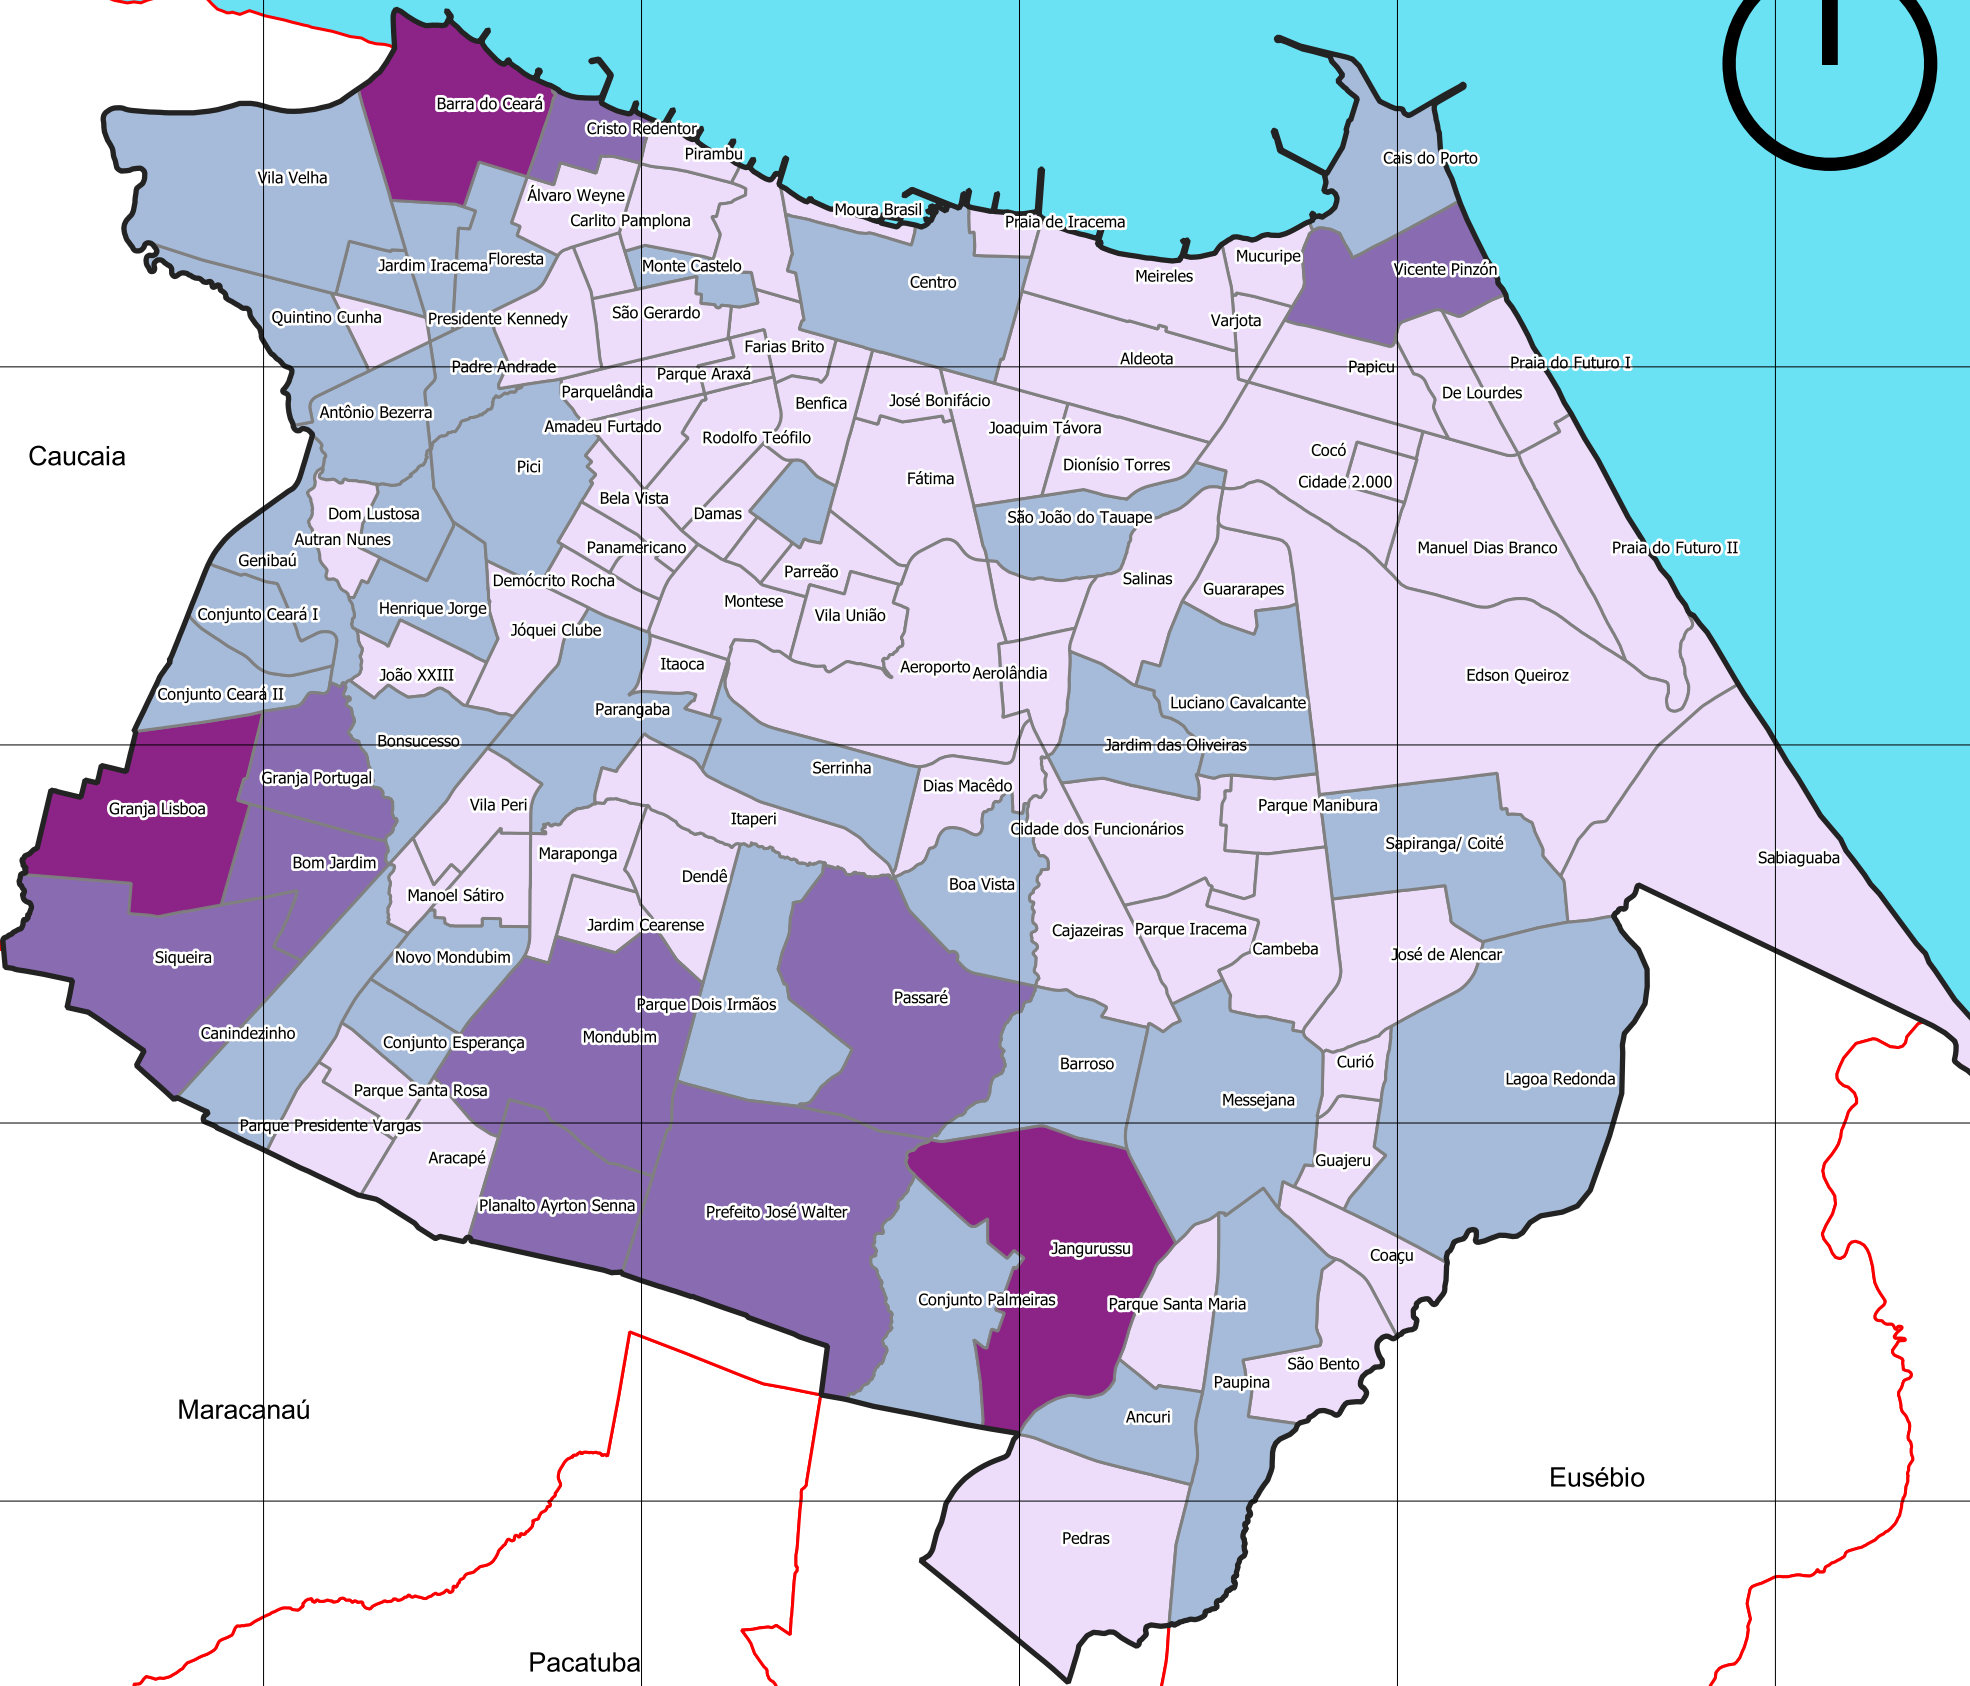 Barra do Ceará
Cristo Redentor
Pirambu
Cais do Porto
Vila Velha
Álvaro Weyne
Carlito Pamplona
Moura Brasil
Praia de Iracema
Mucuripe
Vicente Pinzón
Jardim Iracema
Floresta
Monte Castelo
Centro
Meireles
Quintino Cunha
Presidente Kennedy
São Gerardo
Varjota
Farias Brito
Aldeota
Papicu
Praia do Futuro I
Padre Andrade
Parque Araxá
Parquelândia
De Lourdes
Antônio Bezerra
Benfica
José Bonifácio
Amadeu Furtado
Rodolfo Teófilo
Joaquim Távora
Cocó
Caucaia
Pici
Dionísio Torres
Fátima
Cidade 2.000
Bela Vista
Dom Lustosa
Damas
São João do Tauape
Autran Nunes
Panamericano
Manuel Dias Branco
Praia do Futuro II
Genibaú
Demócrito Rocha
Parreão
Salinas
Guararapes
Conjunto Ceará I
Henrique Jorge
Montese
Vila União
Jóquei Clube
João XXIII
Itaoca
Aeroporto
Aerolândia
Edson Queiroz
Conjunto Ceará II
Parangaba
Luciano Cavalcante
Bonsucesso
Jardim das Oliveiras
Granja Portugal
Serrinha
Dias Macêdo
Granja Lisboa
Vila Peri
Itaperi
Cidade dos Funcionários
Parque Manibura
Sapiranga/ Coité
Sabiaguaba
Bom Jardim
Maraponga
Dendê
Boa Vista
Manoel Sátiro
Jardim Cearense
Cajazeiras
Parque Iracema
Cambeba
José de Alencar
Siqueira
Novo Mondubim
Parque Dois Irmãos
Passaré
Canindezinho
Conjunto Esperança
Mondubim
Barroso
Curió
Lagoa Redonda
Parque Santa Rosa
Messejana
Parque Presidente Vargas
Aracapé
Guajeru
Planalto Ayrton Senna
Prefeito José Walter
Jangurussu
Coaçu
Conjunto Palmeiras
Parque Santa Maria
São Bento
Paupina
Maracanaú
Ancuri
Eusébio
Pedras
Pacatuba